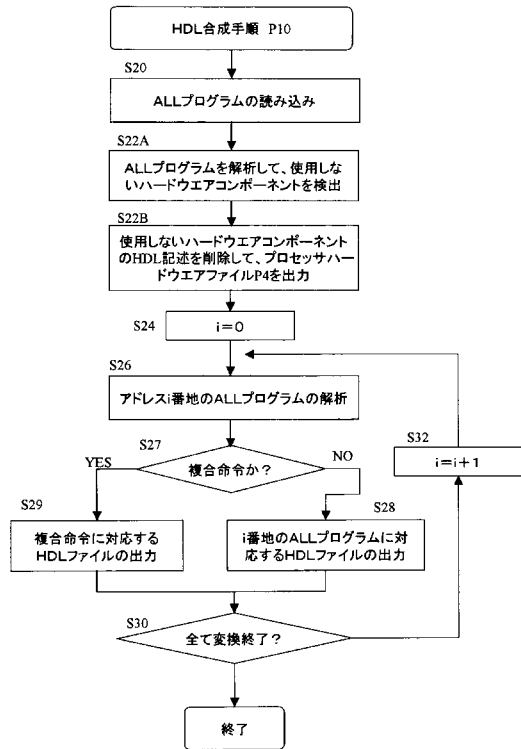 HDL合成手順 P10
S20
ALLプログラムの読み込み
S22A
ALLプログラムを解析して、使用しな
いハードウエアコンポーネントを検出
S22B
使用しないハードウエアコンポーネント
のHDL記述を削除して、プロセッサハー
ドウエアファイルP4を出力
S24
i=0
S26
アドレスi番地のALLプログラムの解析
S27
複合命令か?
YES
NO
S32
i=i+1
S29
複合命令に対応する
HDLファイルの出力
S28
i番地のALLプログラムに対
応するHDLファイルの出力
S30
全て変換終了?
終了